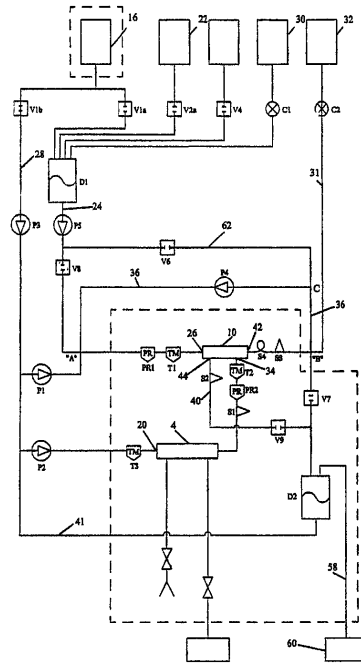 16
22
30
32
V1b
V1a
V2a
V4
C1
C2
28
D1
31
24
P3
P5
62
V6
V8
36
P4
C
36
"A"
PR
PR1
TM
T1
26
10
42
S4
S3
"B"
44
34
TM
T2
S2
40
PR
PR2
S1
V7
P1
20
4
V9
P2
TM
T3
D2
41
58
60